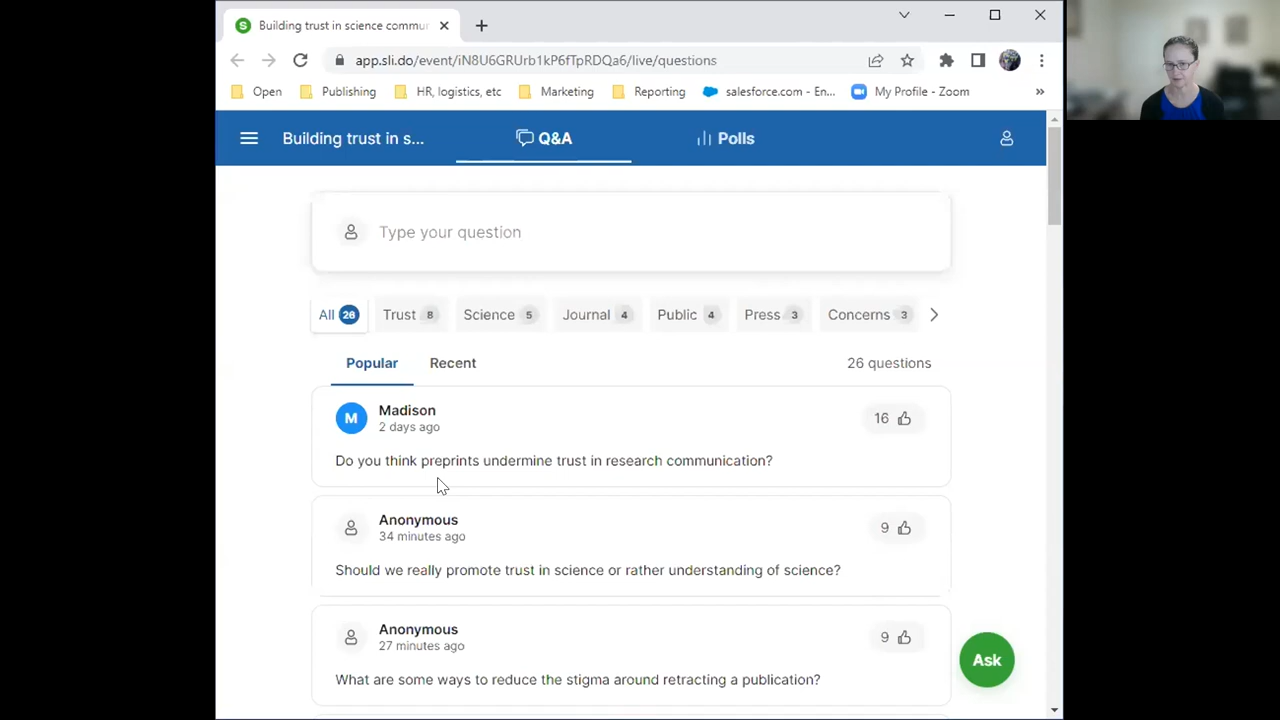 S Building trust in science commu
app.sli.do/event/iN8U6GRUrb1kP6fTpRDQa6/live/questions
Open Publishing HR, logistics, etc Marketing Reporting salesforce.com - En... My Profile - Zoom »
Building trust in s... Q&A Polls
Type your question
All 26 Trust 8 Science 5 Journal 4 Public 4 Press 3 Concerns 3
Popular Recent 26 questions
M Madison 16
2 days ago
Do you think preprints undermine trust in research communication?
Anonymous 9
34 minutes ago
Should we really promote trust in science or rather understanding of science?
Anonymous 9
27 minutes ago
Ask
What are some ways to reduce the stigma around retracting a publication?